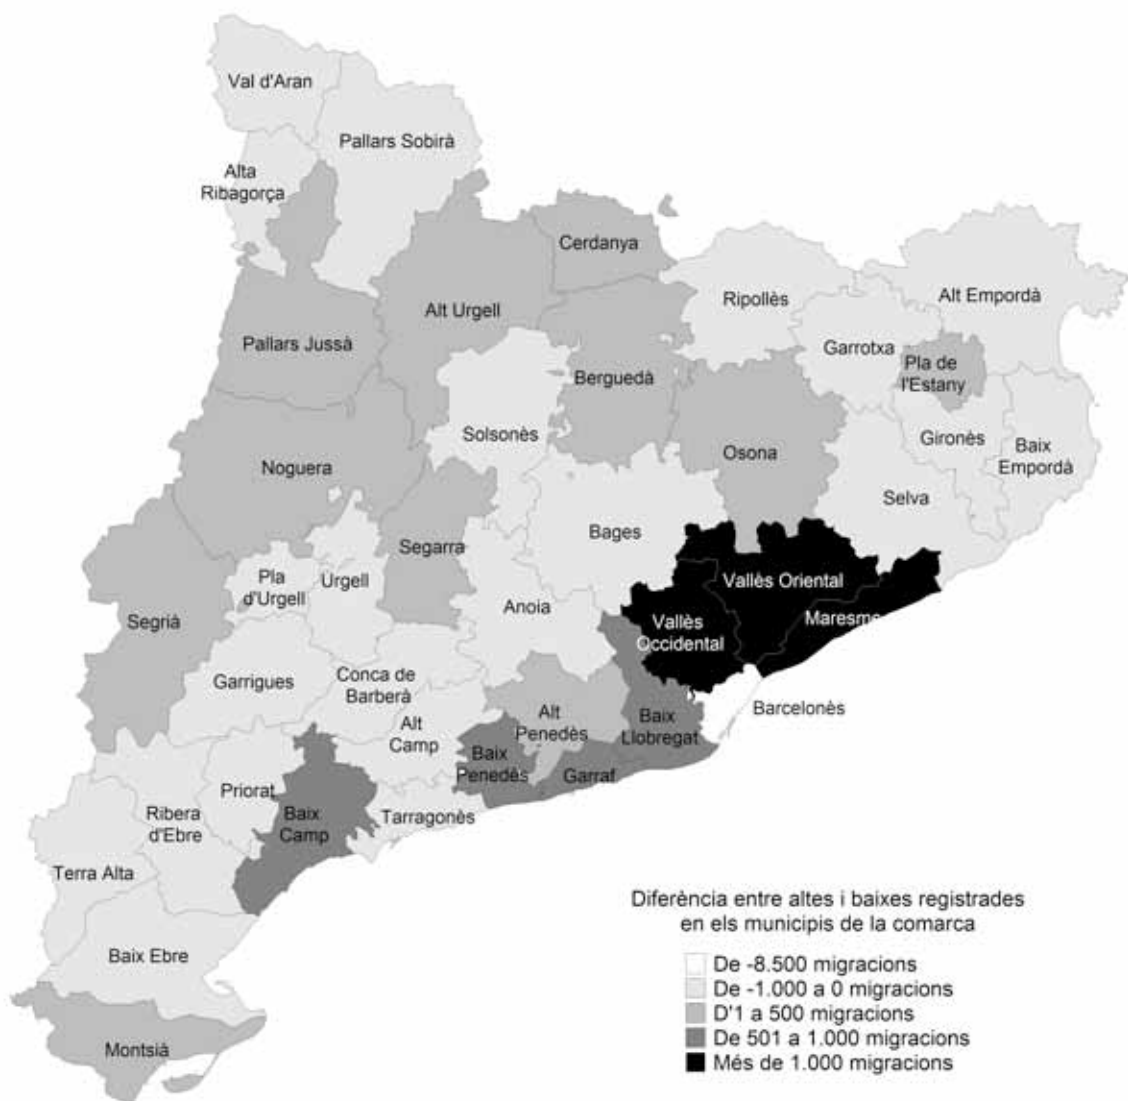 Val d'Aran
Pallars Sobirà
Alta
Ribagorça
Cerdanya
Ripollès
Alt Empordà
Alt Urgell
Pallars Jussà
Garrotxa
Pla de
l'Estany
Berguedà
Solsonès
Gironès
Baix
Empordà
Osona
Noguera
Selva
Bages
Segarra
Pla
d'Urgell
Urgell
Vallès Oriental
Anoia
Maresme
Segrià
Vallès
Occidental
Garrigues
Conca de
Barberà
Barcelonès
Alt
Penedès
Baix
Llobregat
Alt
Camp
Baix
Penedès
Garraf
Priorat
Ribera
d'Ebre
Baix
Camp
Tarragonès
Terra Alta
Baix Ebre
Montsià
Diferència entre altes i baixes registrades
en els municipis de la comarca
De -8.500 migracions
De -1.000 a 0 migracions
D'1 a 500 migracions
De 501 a 1.000 migracions
Més de 1.000 migracions